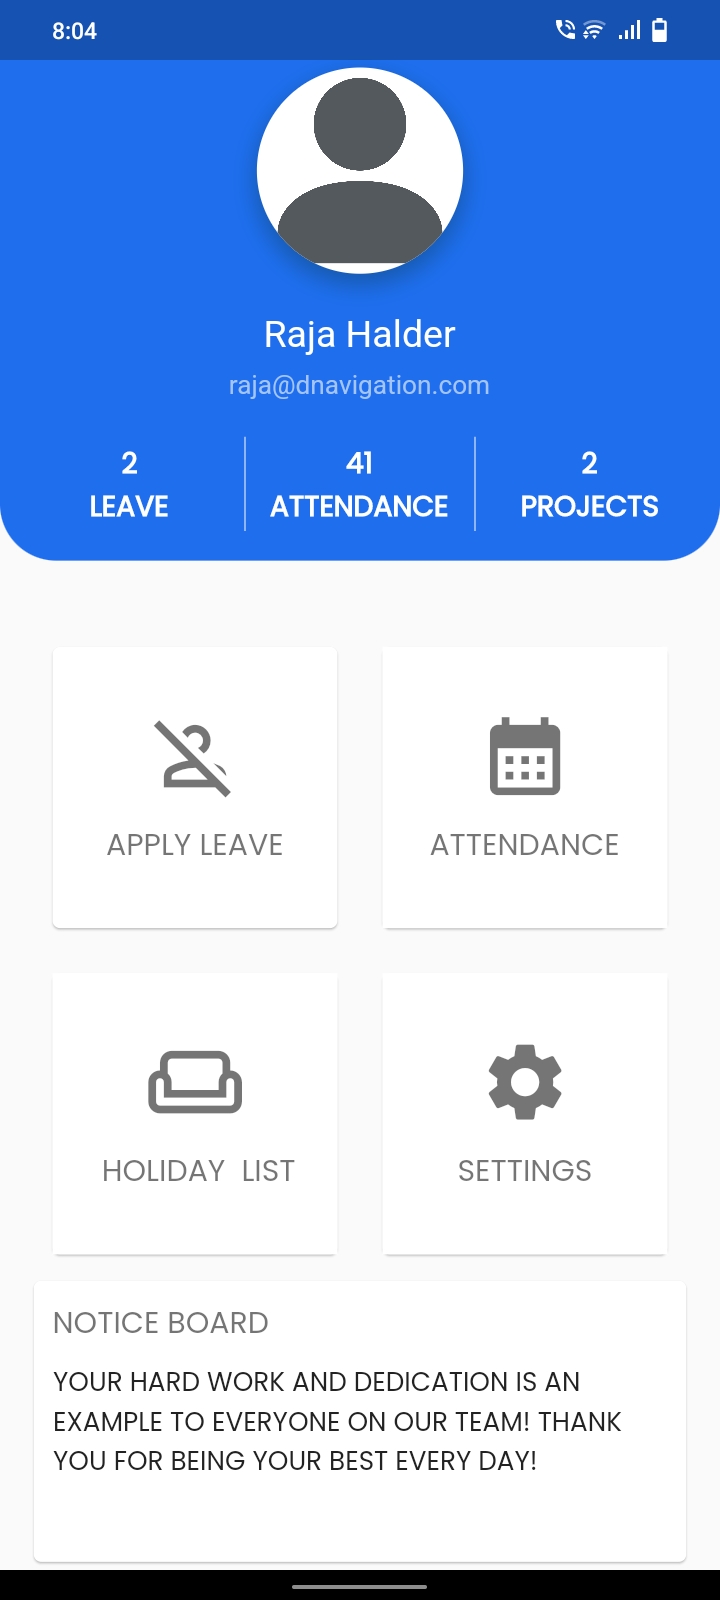 8:04
Raja Halder
raja@dnavigation.com
2
LEAVE
41
ATTENDANCE
2
PROJECTS
APPLY LEAVE
ATTENDANCE
HOLIDAY  LIST
SETTINGS
NOTICE BOARD
YOUR HARD WORK AND DEDICATION IS AN
EXAMPLE TO EVERYONE ON OUR TEAM! THANK
YOU FOR BEING YOUR BEST EVERY DAY!